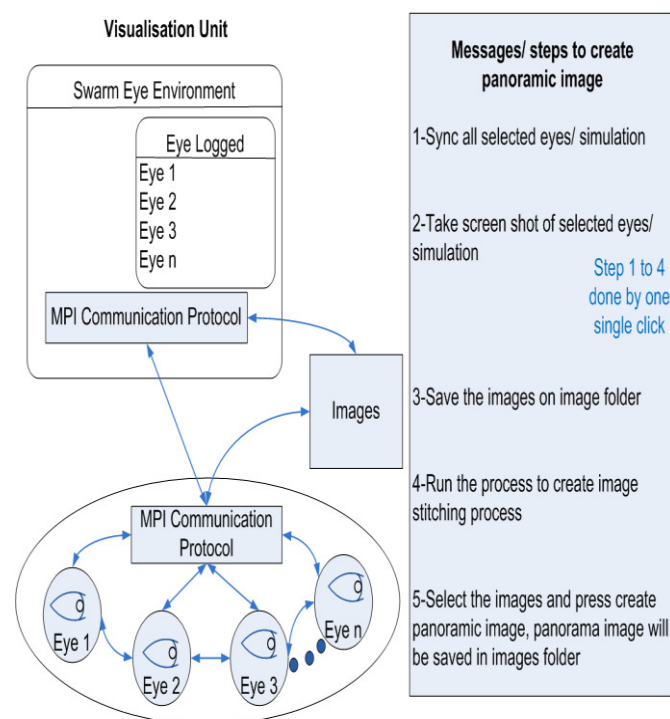 Visualisation Unit
Swarm Eye Environment
Eye Logged
Eye 1
Eye 2
Eye 3
Eye n
MPI Communication Protocol
Images
MPI Communication
Protocol
Eye 1
Eye 2
Eye 3
Eye n
Messages/ steps to create
panoramic image
1-Sync all selected eyes/ simulation
2-Take screen shot of selected eyes/
simulation
Step 1 to 4
done by one
single click
3-Save the images on image folder
4-Run the process to create image
stitching process
5-Select the images and press create
panoramic image, panorama image will
be saved in images folder